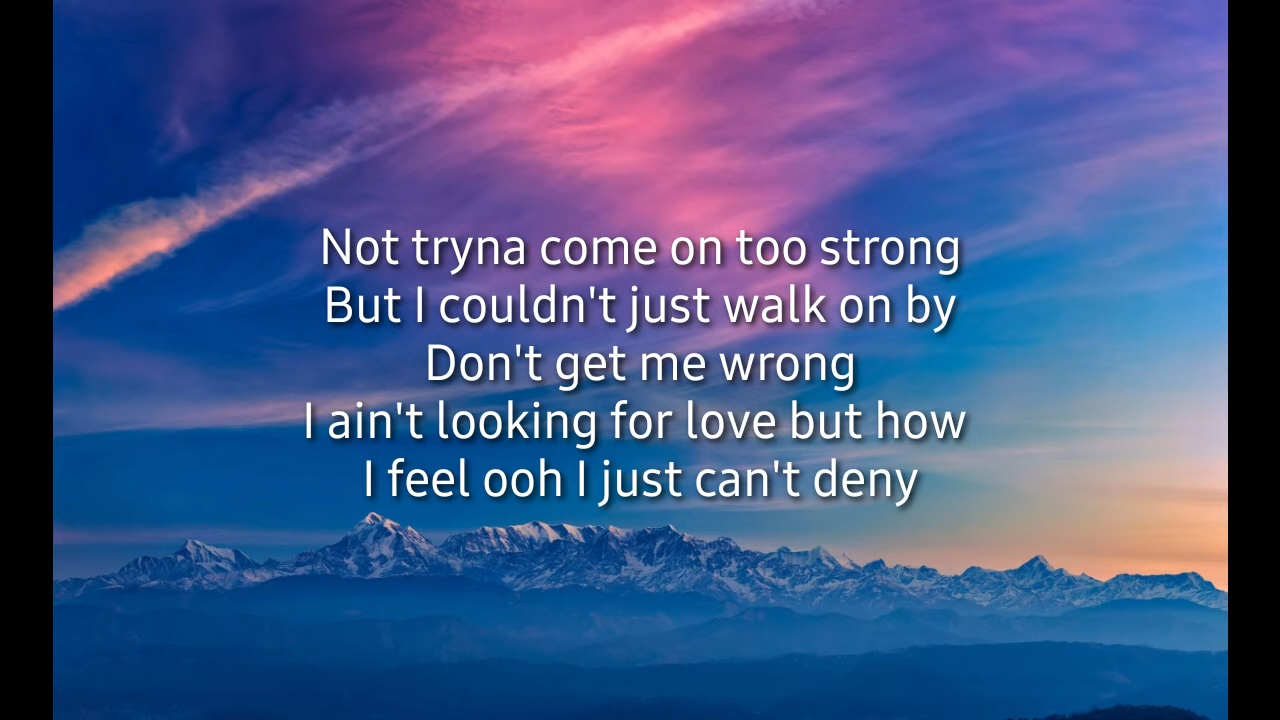 Not tryna come on too strong
But I couldn't just walk on by
Don't get me wrong
I ain't looking for love but how
I feel ooh I just can't deny